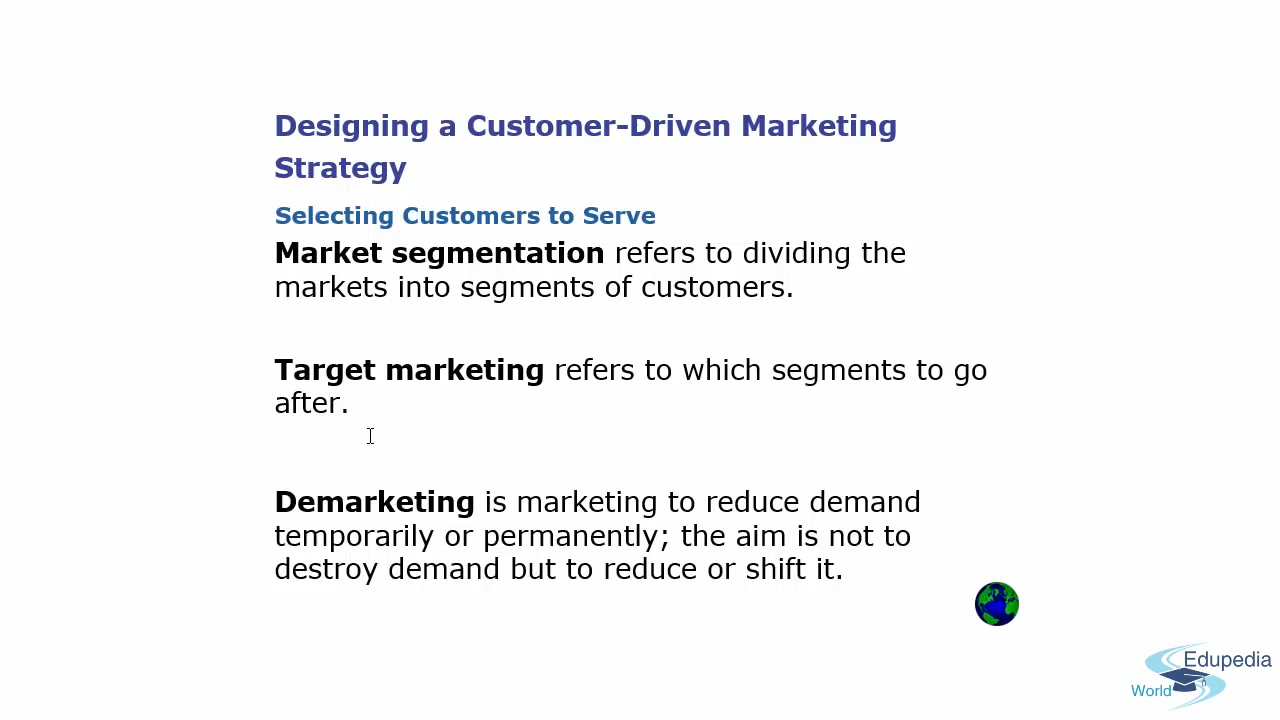 Designing a Customer-Driven Marketing
Strategy
Selecting Customers to Serve
Market segmentation refers to dividing the
markets into segments of customers.
Target marketing refers to which segments to go
after.
Demarketing is marketing to reduce demand
temporarily or permanently; the aim is not to
destroy demand but to reduce or shift it.
Edupedia
World